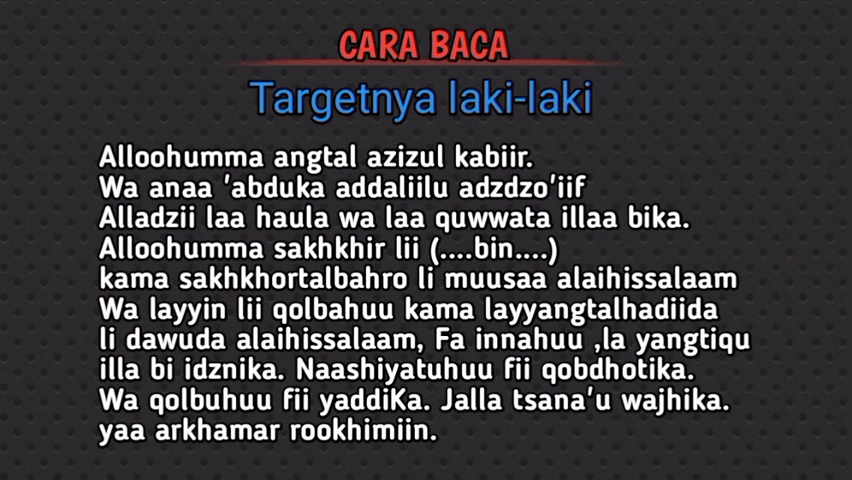 CARA BACA
Targetnya laki-laki
Alloohumma angtal azizul kabiir.
Wa anaa 'abduka addaliilu adzdzo'iif
Alladzii laa haula wa laa quwwata illaa bika.
Alloohumma sakhkhir lii (....bin....)
kama sakhkhortalbahro li muusaa alaihissalaam
Wa layyin lii qolbahuu kama layyangtalhadiida
li dawuda alaihissalaam, Fa innahuu ,la yangtiqu
illa bi idznika. Naashiyatuhuu fii qobdhotika.
Wa qolbuhuu fii yaddiKa. Jalla tsana'u wajhika.
yaa arkhamar rookhimiin.